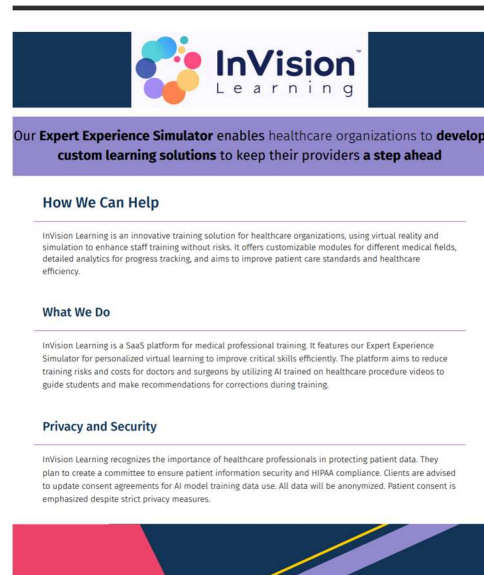 InVision™
Learning
Our Expert Experience Simulator enables healthcare organizations to develop
custom learning solutions to keep their providers a step ahead
How We Can Help
InVision Learning is an innovative training solution for healthcare organizations, using virtual reality and
simulation to enhance staff training without risks. It offers customizable modules for different medical fields,
detailed analytics for progress tracking, and aims to improve patient care standards and healthcare
efficiency.
What We Do
InVision Learning is a SaaS platform for medical professional training. It features our Expert Experience
Simulator for personalized virtual learning to improve critical skills efficiently. The platform aims to reduce
training risks and costs for doctors and surgeons by utilizing AI trained on healthcare procedure videos to
guide students and make recommendations for corrections during training.
Privacy and Security
InVision Learning recognizes the importance of healthcare professionals in protecting patient data. They
plan to create a committee to ensure patient information security and HIPAA compliance. Clients are advised
to update consent agreements for AI model training data use. All data will be anonymized. Patient consent is
emphasized despite strict privacy measures.